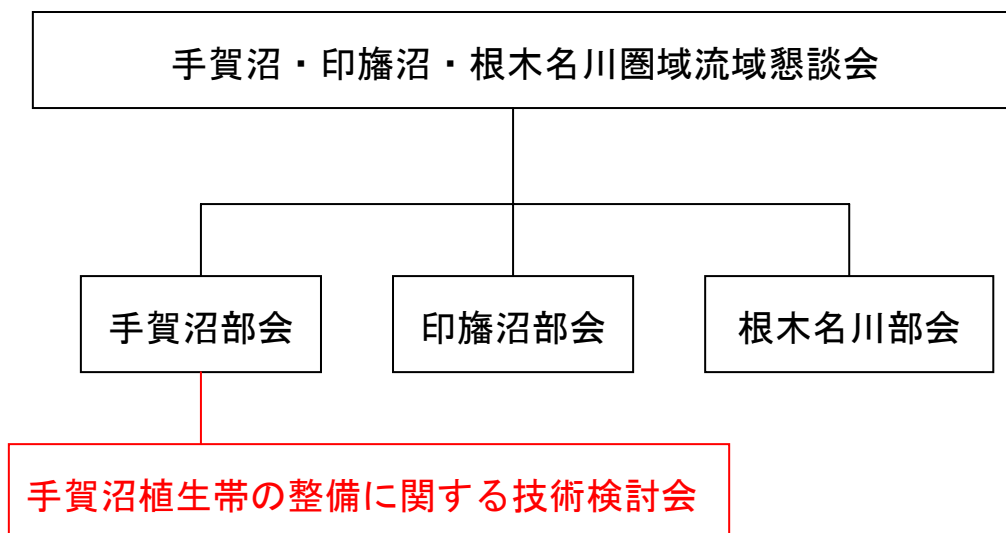 手賀沼・印旛沼・根木名川圏域流域懇談会
手賀沼部会
印旛沼部会
根木名川部会
手賀沼植生帯の整備に関する技術検討会